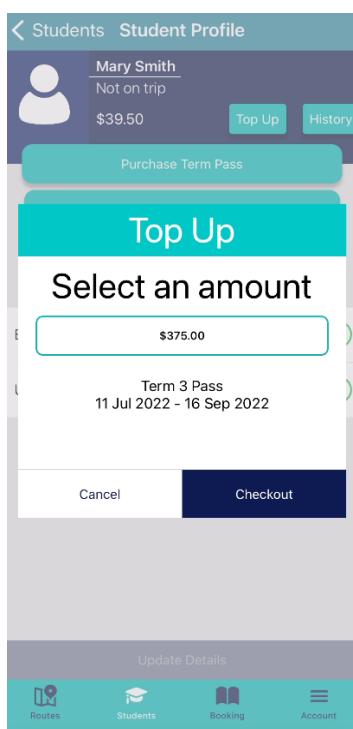 Students Student Profile
Mary Smith
Not on trip
$39.50
Top Up
History
Purchase Term Pass
Top Up
Select an amount
$375.00
Term 3 Pass
11 Jul 2022 - 16 Sep 2022
Cancel
Checkout
Update Details
Routes
Students
Booking
Account